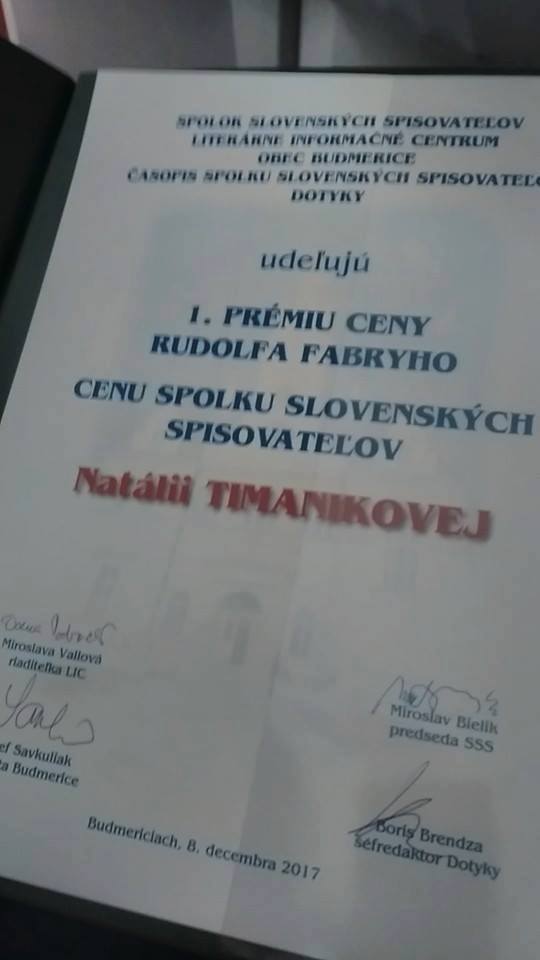 SPOLOK SLOVENSKÝCH SPISOVATEĽOV
LITERÁRNE INFORMAČNÉ CENTRUM
OBEC BUDMERICE
ČASOPIS SPOLKU SLOVENSKÝCH SPISOVATEĽO
DOTYKY
udeľujú
1. PRÉMIU CENY
RUDOLFA FABRYHO
CENU SPOLKU SLOVENSKÝCH
SPISOVATEĽOV
Natálii TIMANIKOVEJ
Miroslava Vallová
riaditeľka LIC
Miroslav Bielik
predseda SSS
ef Savkuliak
ta Budmerice
Boris Brendza
šéfredaktor Dotyky
Budmericiach, 8. decembra 2017